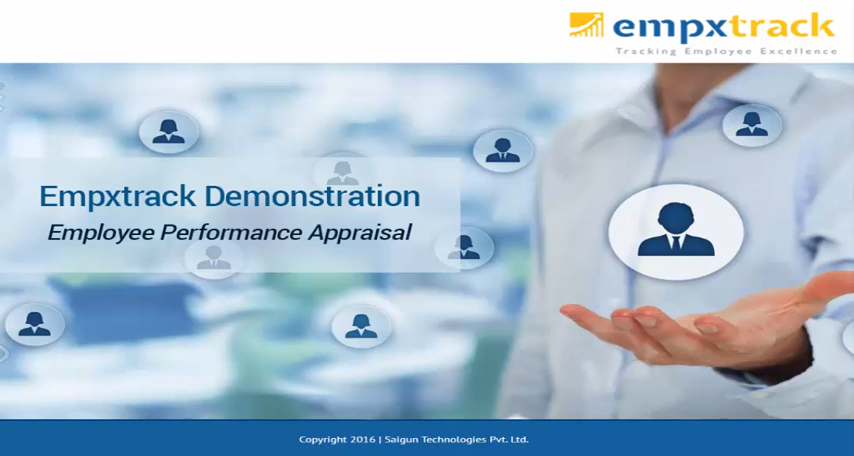 empxtrack
Tracking Employee Excellence
Empxtrack Demonstration
Employee Performance Appraisal
Copyright 2016 | Saigun Technologies Pvt. Ltd.